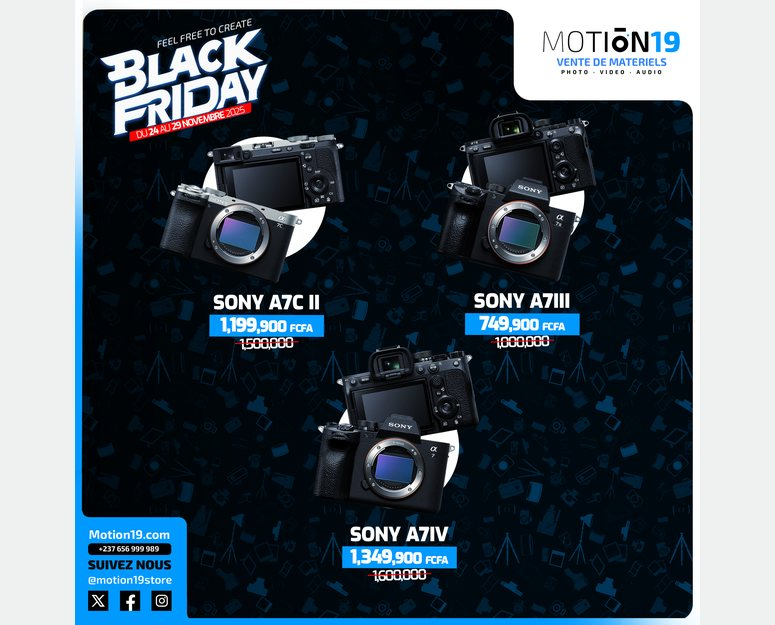 FEEL FREE TO CREATE
BLACK
FRIDAY
DU 24 AU 29 NOVEMBRE 2025
MOTIōN19
VENTE DE MATERIELS
PHOTO • VIDEO • AUDIO
SONY A7C II
1,199,900 FCFA
1,500,000
SONY
α
SONY A7III
749,900 FCFA
1,000,000
SONY
α
7
SONY A7IV
1,349,900 FCFA
1,600,000
Motion19.com
+237 656 999 989
SUIVEZ NOUS
@motion19store